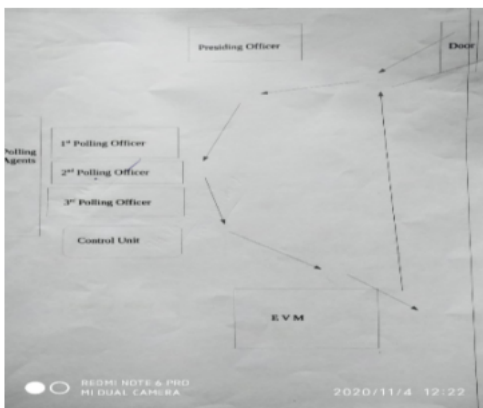 Presiding Officer
Door
Polling
Agents
1st Polling Officer
2nd Polling Officer
3rd Polling Officer
Control Unit
E V M
REDMI NOTE 6 PRO
MI DUAL CAMERA
2020/11/4 12:22